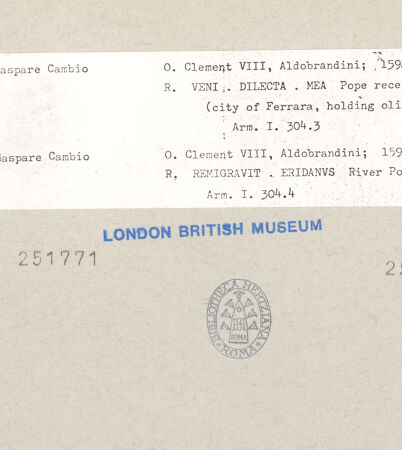 aspare Cambio O. Clement VIII, Aldobrandini; 159
R. VENI . DILECTA . MEA Pope rece
(city of Ferrara, holding oli
Arm. I. 304.3
aspare Cambio O. Clement VIII, Aldobrandini; 159
R. REMIGRAVIT . ERIDANVS River Po
Arm. I. 304.4
LONDON BRITISH MUSEUM
251771
2
BIBLIOTHECA HERTZIANA
ROMA
ROMA